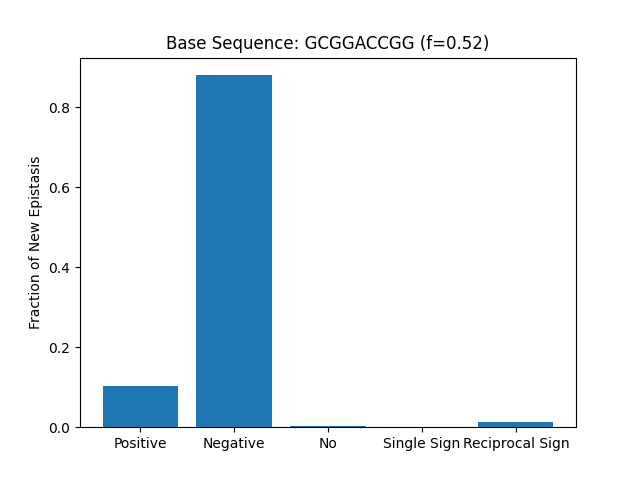 Base Sequence: GCGGACCGG (f=0.52)
Fraction of New Epistasis
0.8
0.6
0.4
0.2
0.0
Positive Negative No Single Sign Reciprocal Sign